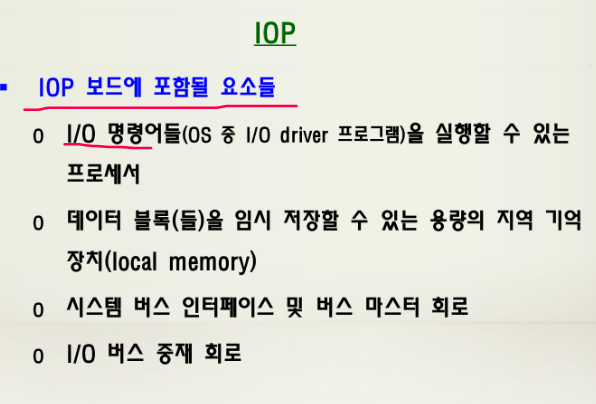 IOP
▪ IOP 보드에 포함될 요소들
o I/O 명령어들(OS 중 I/O driver 프로그램)을 실행할 수 있는
프로세서
o 데이터 블록(들)을 임시 저장할 수 있는 용량의 지역 기억
장치(local memory)
o 시스템 버스 인터페이스 및 버스 마스터 회로
o I/O 버스 중재 회로